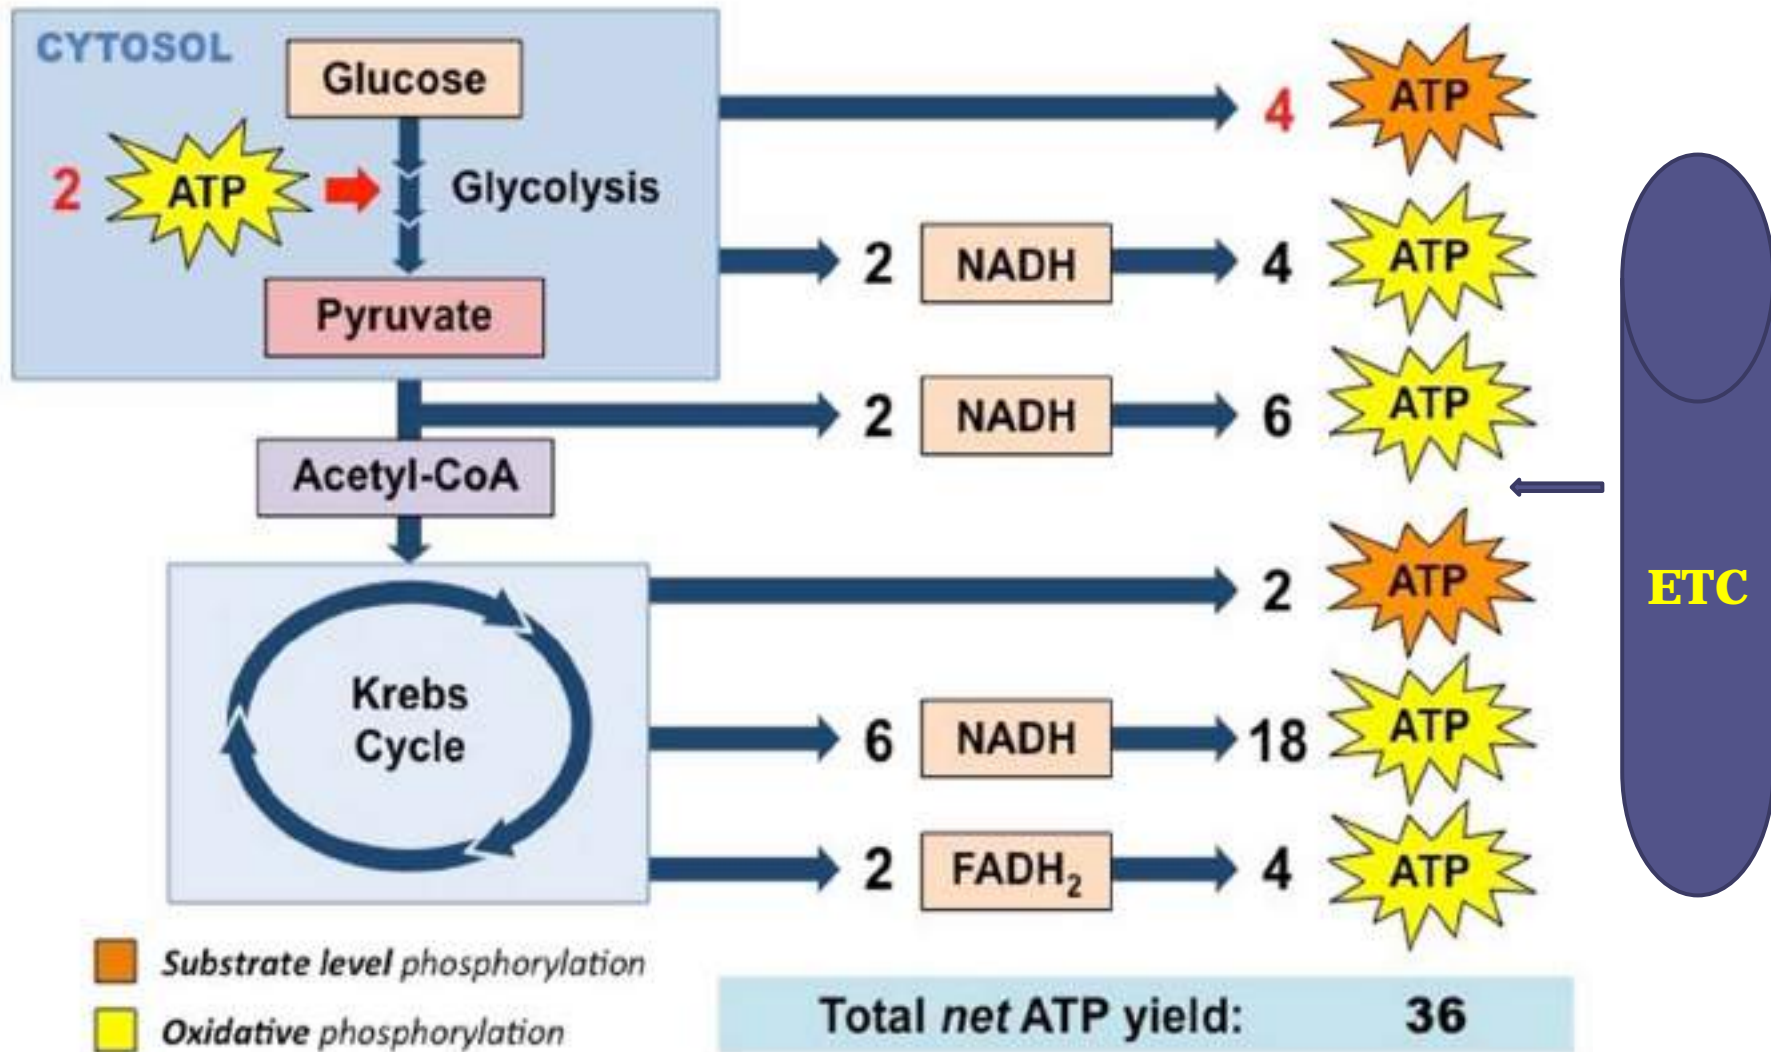 CYTOSOL
Glucose
2 ATP Glycolysis
Pyruvate
Acetyl-CoA
Krebs
Cycle
4 ATP
2 NADH 4 ATP
2 NADH 6 ATP
2 ATP
6 NADH 18 ATP
2 FADH₂ 4 ATP
ETC
Substrate level phosphorylation
Oxidative phosphorylation
Total net ATP yield: 36